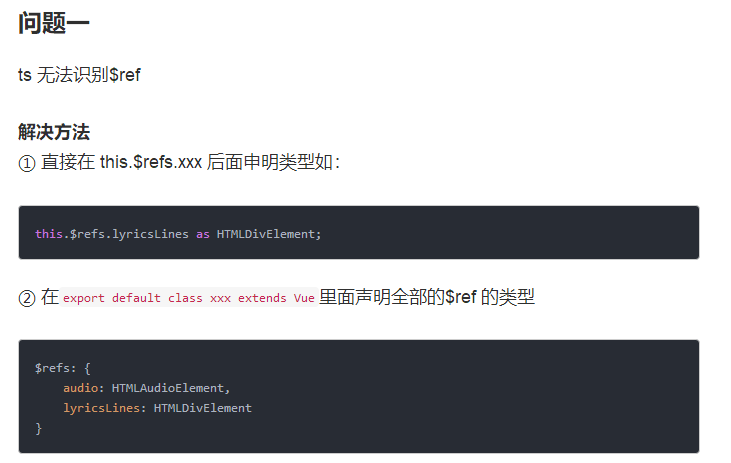 问题一
ts 无法识别$ref
解决方法
① 直接在 this.$refs.xxx 后面申明类型如：
this.$refs.lyricsLines as HTMLDivElement;
② 在 export default class xxx extends Vue 里面声明全部的$ref 的类型
$refs: {
    audio: HTMLAudioElement,
    lyricsLines: HTMLDivElement
}